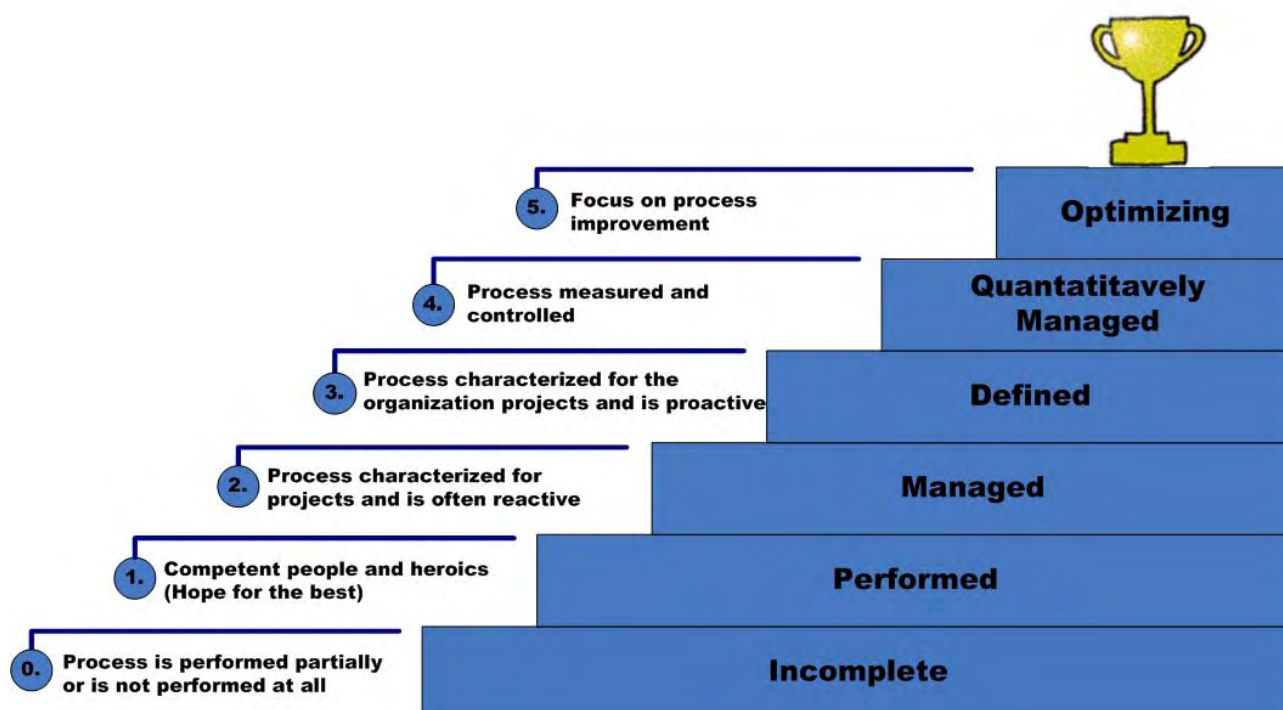 5.
Focus on process
improvement
Optimizing
4.
Process measured and
controlled
Quantatitavely
Managed
3.
Process characterized for the
organization projects and is proactive
Defined
2.
Process characterized for
projects and is often reactive
Managed
1.
Competent people and heroics
(Hope for the best)
Performed
0.
Process is performed partially
or is not performed at all
Incomplete